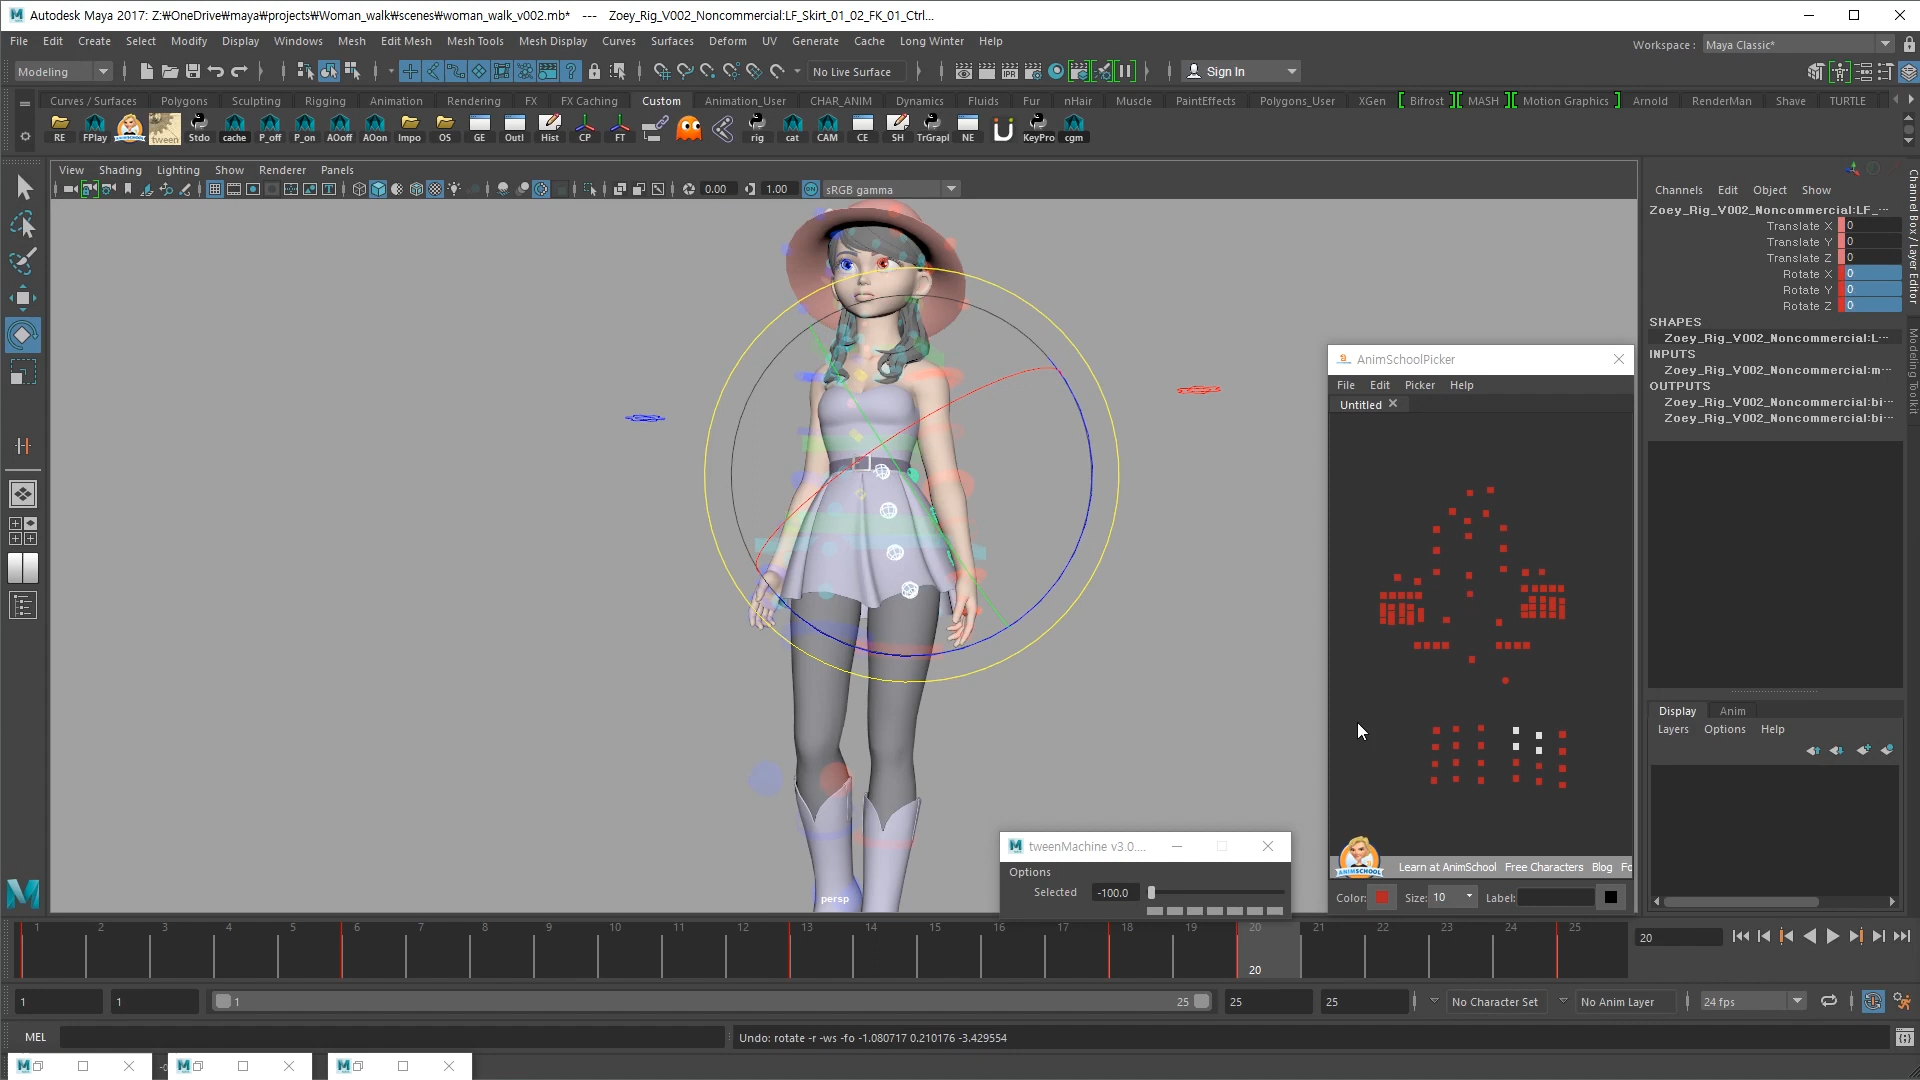 Autodesk Maya 2017: Z:₩OneDrive₩maya₩projects₩Woman_walk₩scenes₩woman_walk_v002.mb* --- Zoey_Rig_V002_Noncommercial:LF_Skirt_01_02_FK_01_Ctrl...
File Edit Create Select Modify Display Windows Mesh Edit Mesh Mesh Tools Mesh Display Curves Surfaces Deform UV Generate Cache Long Winter Help
Workspace : Maya Classic*
Modeling No Live Surface Sign In
Curves / Surfaces Polygons Sculpting Rigging Animation Rendering FX FX Caching Custom Animation_User CHAR_ANIM Dynamics Fluids Fur nHair Muscle PaintEffects Polygons_User XGen Bifrost MASH Motion Graphics Arnold RenderMan Shave TURTLE
RE FPlay tween Stdo cache P_off P_on AOoff AOon Impo OS GE Outl Hist CP FT rig cat CAM CE SH TrGrapl NE KeyPro cgm
View Shading Lighting Show Renderer Panels
0.00 1.00 sRGB gamma
Channels Edit Object Show
Zoey_Rig_V002_Noncommercial:LF_...
Translate X 0
Translate Y 0
Translate Z 0
Rotate X 0
Rotate Y 0
Rotate Z 0
SHAPES
Zoey_Rig_V002_Noncommercial:L...
INPUTS
Zoey_Rig_V002_Noncommercial:m...
OUTPUTS
Zoey_Rig_V002_Noncommercial:bi...
Zoey_Rig_V002_Noncommercial:bi...
Channel Box / Layer Editor
Modeling Toolkit
AnimSchoolPicker
File Edit Picker Help
Untitled
ANIMSCHOOL Learn at AnimSchool Free Characters Blog Fo
Color: Size: 10 Label:
Display Anim
Layers Options Help
tweenMachine v3.0....
Options
Selected -100.0
persp
1 2 3 4 5 6 7 8 9 10 11 12 13 14 15 16 17 18 19 20 21 22 23 24 25
20
20
1 1 1 25 25 25 No Character Set No Anim Layer 24 fps
MEL Undo: rotate -r -ws -fo -1.080717 0.210176 -3.429554